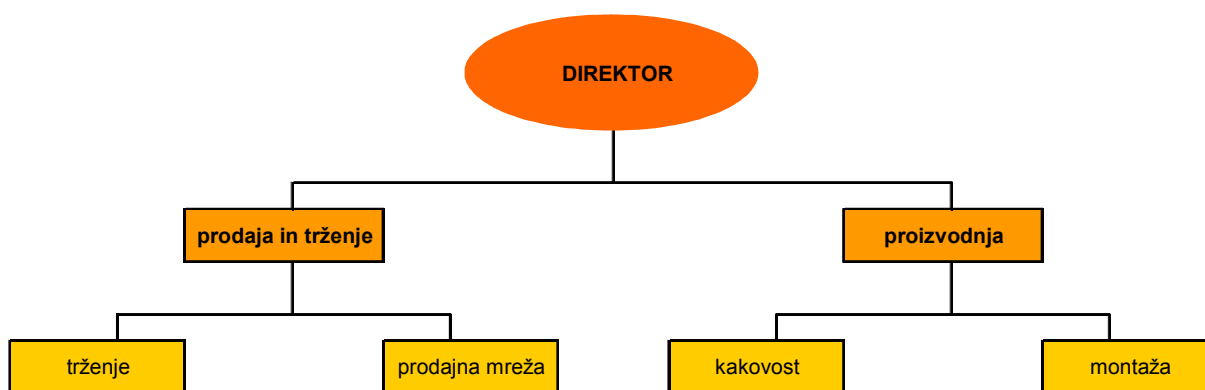 DIREKTOR
prodaja in trženje
proizvodnja
trženje
prodajna mreža
kakovost
montaža